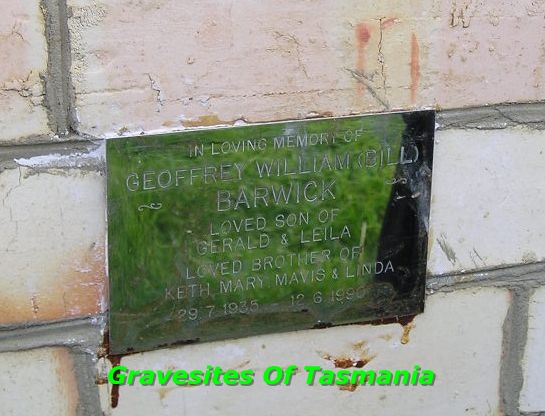 IN LOVING MEMORY OF
GEOFFREY WILLIAM (BILL)
BARWICK
LOVED SON OF
GERALD & LEILA
LOVED BROTHER OF
KETH, MARY, MAVIS & LINDA
29.7.1935 12.6.1990
Gravesites Of Tasmania